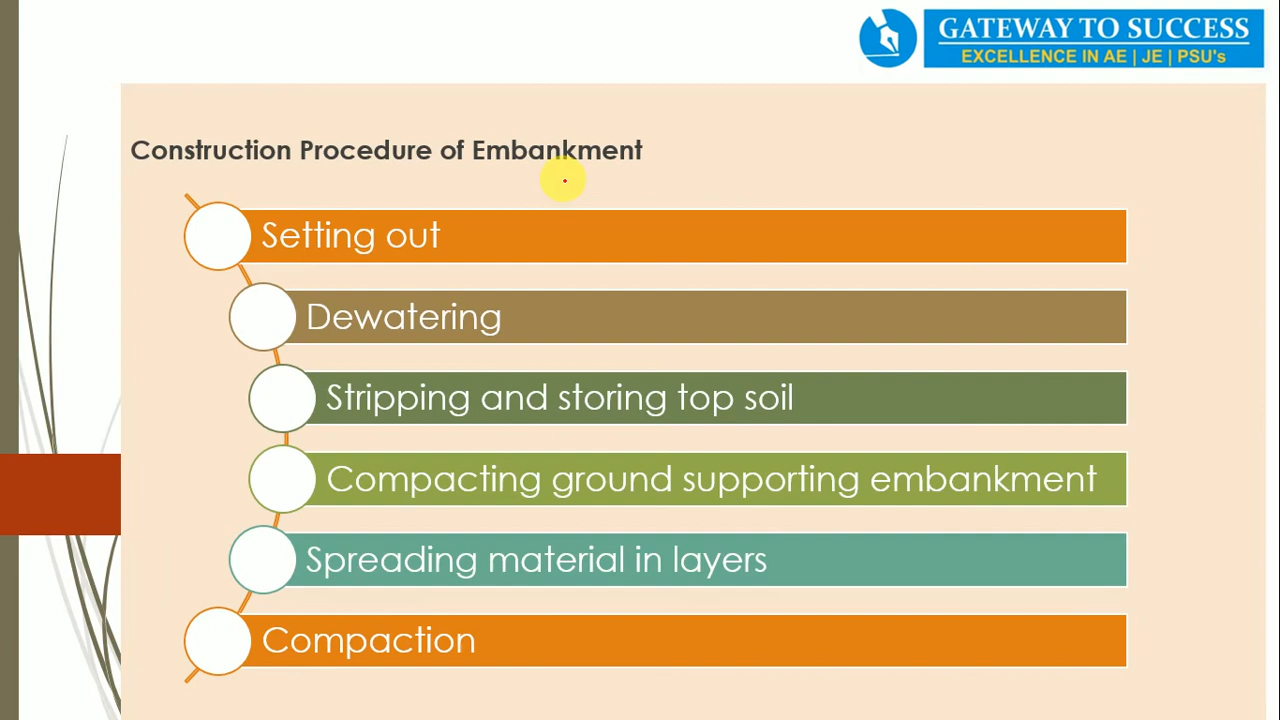 GATEWAY TO SUCCESS
EXCELLENCE IN AE | JE | PSU's
Construction Procedure of Embankment
Setting out
Dewatering
Stripping and storing top soil
Compacting ground supporting embankment
Spreading material in layers
Compaction